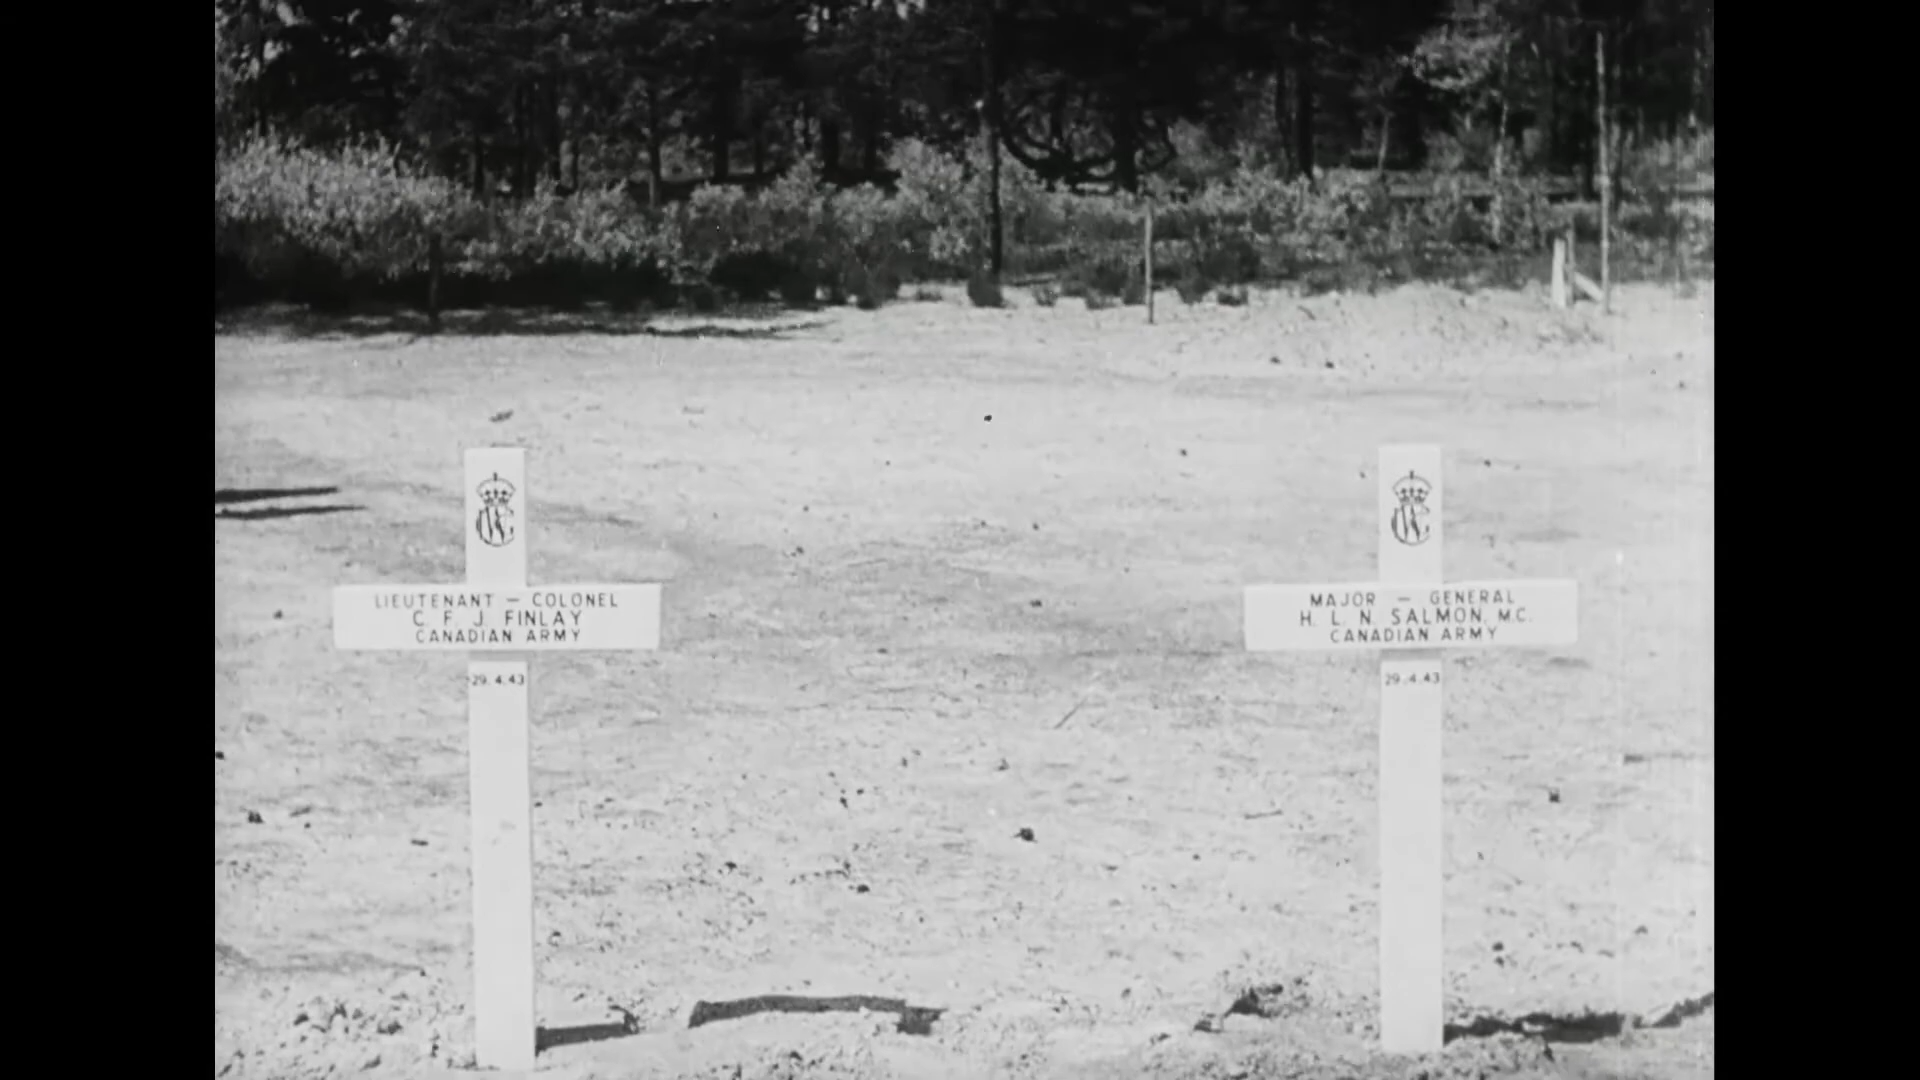 LIEUTENANT — COLONEL
C. F. J. FINLAY
CANADIAN ARMY
29.4.43
MAJOR — GENERAL
H. L. N. SALMON, M.C.
CANADIAN ARMY
29.4.43